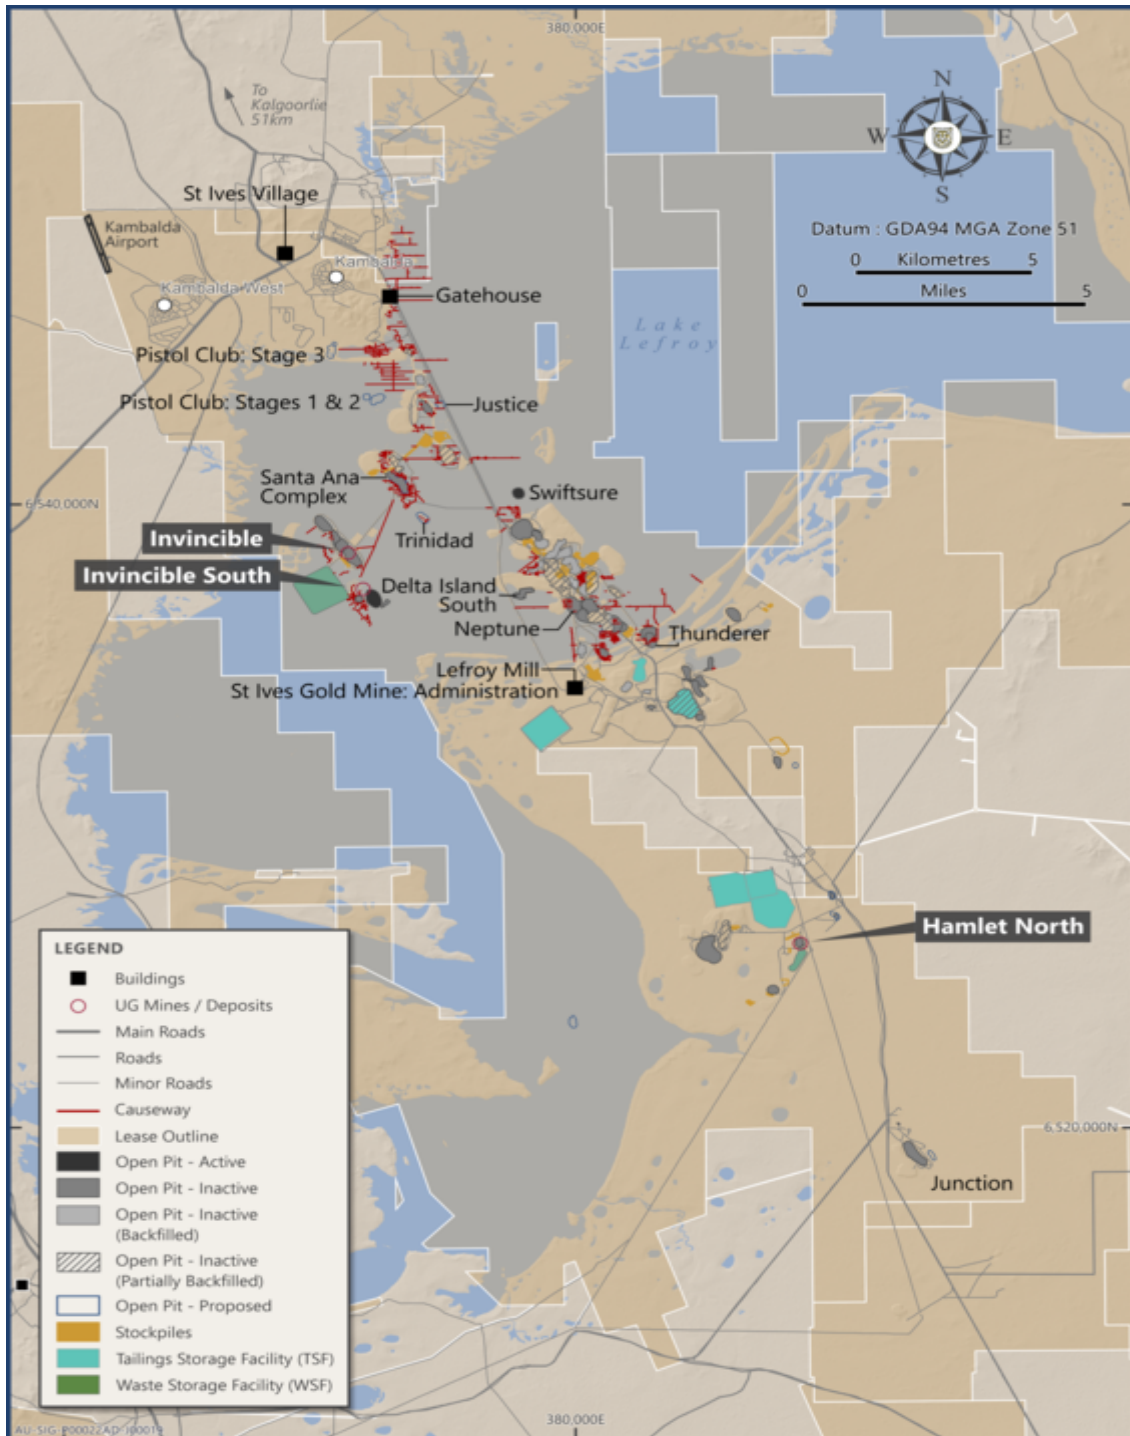 380,000E
To
Kalgoorlie
51km
N
W
E
S
St Ives Village
Kambalda
Airport
Datum : GDA94 MGA Zone 51
0 Kilometres 5
Miles
0 5
Kambalda
Kambalda West
Gatehouse
Lake
Lefroy
Pistol Club: Stage 3
Pistol Club: Stages 1 & 2
Justice
Santa Ana
Complex
Swiftsure
6,540,000N
Invincible
Trinidad
Invincible South
Delta Island
South
Neptune
Thunderer
Lefroy Mill
St Ives Gold Mine: Administration
Hamlet North
LEGEND
Buildings
UG Mines / Deposits
Main Roads
Roads
Minor Roads
Causeway
Lease Outline
Open Pit - Active
Open Pit - Inactive
Open Pit - Inactive
(Backfilled)
Open Pit - Inactive
(Partially Backfilled)
Open Pit - Proposed
Stockpiles
Tailings Storage Facility (TSF)
Waste Storage Facility (WSF)
6,520,000N
Junction
380,000E